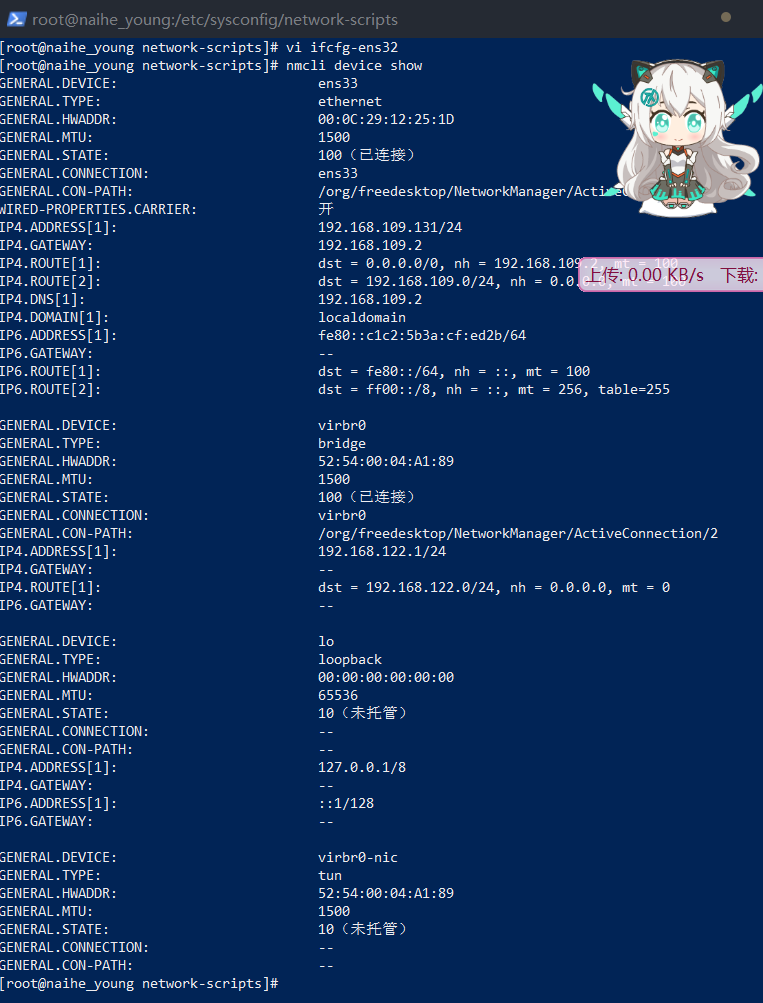 root@naihe_young:/etc/sysconfig/network-scripts
[root@naihe_young network-scripts]# vi ifcfg-ens32
[root@naihe_young network-scripts]# nmcli device show
GENERAL.DEVICE: ens33
GENERAL.TYPE: ethernet
GENERAL.HWADDR: 00:0C:29:12:25:1D
GENERAL.MTU: 1500
GENERAL.STATE: 100（已连接）
GENERAL.CONNECTION: ens33
GENERAL.CON-PATH: /org/freedesktop/NetworkManager/Active
WIRED-PROPERTIES.CARRIER: 开
IP4.ADDRESS[1]: 192.168.109.131/24
IP4.GATEWAY: 192.168.109.2
IP4.ROUTE[1]: dst = 0.0.0.0/0, nh = 192.168.109.2, mt = 100
上传: 0.00 KB/s 下载:
IP4.ROUTE[2]: dst = 192.168.109.0/24, nh = 0.0.0.0, mt = 100
IP4.DNS[1]: 192.168.109.2
IP4.DOMAIN[1]: localdomain
IP6.ADDRESS[1]: fe80::c1c2:5b3a:cf:ed2b/64
IP6.GATEWAY: --
IP6.ROUTE[1]: dst = fe80::/64, nh = ::, mt = 100
IP6.ROUTE[2]: dst = ff00::/8, nh = ::, mt = 256, table=255
GENERAL.DEVICE: virbr0
GENERAL.TYPE: bridge
GENERAL.HWADDR: 52:54:00:04:A1:89
GENERAL.MTU: 1500
GENERAL.STATE: 100（已连接）
GENERAL.CONNECTION: virbr0
GENERAL.CON-PATH: /org/freedesktop/NetworkManager/ActiveConnection/2
IP4.ADDRESS[1]: 192.168.122.1/24
IP4.GATEWAY: --
IP4.ROUTE[1]: dst = 192.168.122.0/24, nh = 0.0.0.0, mt = 0
IP6.GATEWAY: --
GENERAL.DEVICE: lo
GENERAL.TYPE: loopback
GENERAL.HWADDR: 00:00:00:00:00:00
GENERAL.MTU: 65536
GENERAL.STATE: 10（未托管）
GENERAL.CONNECTION: --
GENERAL.CON-PATH: --
IP4.ADDRESS[1]: 127.0.0.1/8
IP4.GATEWAY: --
IP6.ADDRESS[1]: ::1/128
IP6.GATEWAY: --
GENERAL.DEVICE: virbr0-nic
GENERAL.TYPE: tun
GENERAL.HWADDR: 52:54:00:04:A1:89
GENERAL.MTU: 1500
GENERAL.STATE: 10（未托管）
GENERAL.CONNECTION: --
GENERAL.CON-PATH: --
[root@naihe_young network-scripts]#